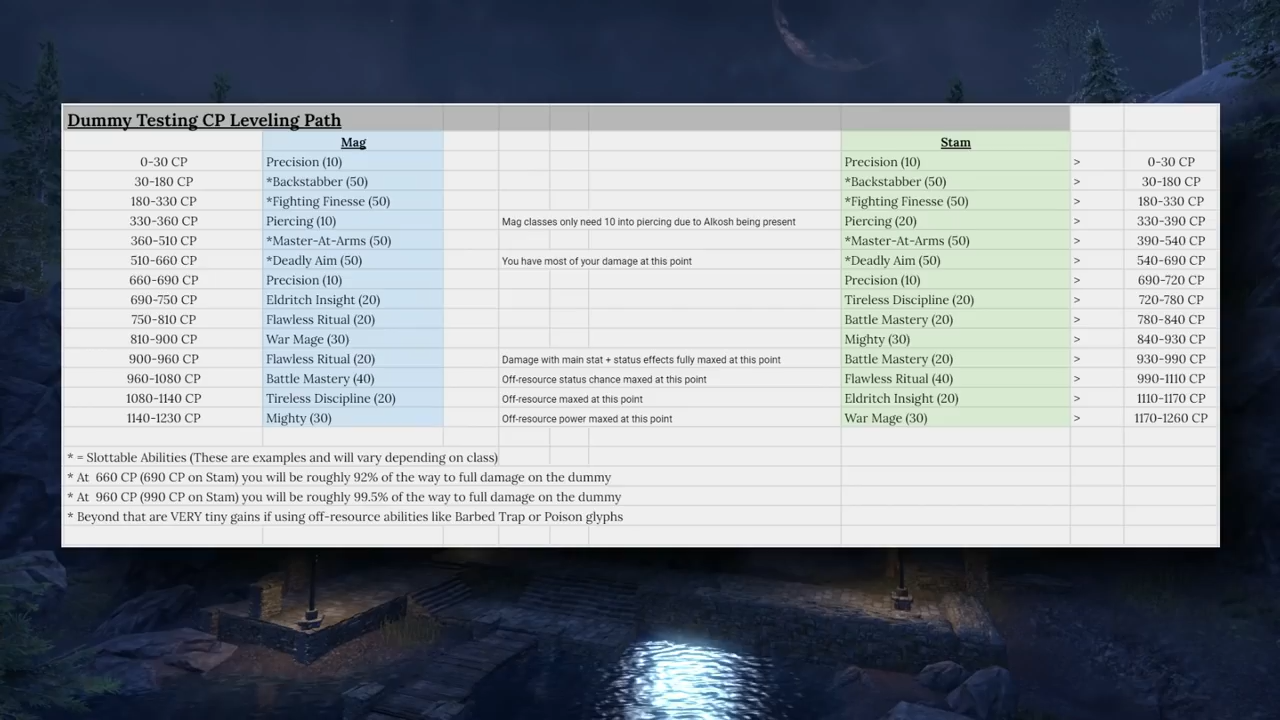 Dummy Testing CP Leveling Path
Mag Stam
0-30 CP Precision (10) Precision (10) > 0-30 CP
30-180 CP *Backstabber (50) *Backstabber (50) > 30-180 CP
180-330 CP *Fighting Finesse (50) *Fighting Finesse (50) > 180-330 CP
330-360 CP Piercing (10) Mag classes only need 10 into piercing due to Alkosh being present Piercing (20) > 330-390 CP
360-510 CP *Master-At-Arms (50) *Master-At-Arms (50) > 390-540 CP
510-660 CP *Deadly Aim (50) You have most of your damage at this point *Deadly Aim (50) > 540-690 CP
660-690 CP Precision (10) Precision (10) > 690-720 CP
690-750 CP Eldritch Insight (20) Tireless Discipline (20) > 720-780 CP
750-810 CP Flawless Ritual (20) Battle Mastery (20) > 780-840 CP
810-900 CP War Mage (30) Mighty (30) > 840-930 CP
900-960 CP Flawless Ritual (20) Damage with main stat + status effects fully maxed at this point Battle Mastery (20) > 930-990 CP
960-1080 CP Battle Mastery (40) Off-resource status chance maxed at this point Flawless Ritual (40) > 990-1110 CP
1080-1140 CP Tireless Discipline (20) Off-resource maxed at this point Eldritch Insight (20) > 1110-1170 CP
1140-1230 CP Mighty (30) Off-resource power maxed at this point War Mage (30) > 1170-1260 CP
* = Slottable Abilities (These are examples and will vary depending on class)
* At 660 CP (690 CP on Stam) you will be roughly 92% of the way to full damage on the dummy
* At 960 CP (990 CP on Stam) you will be roughly 99.5% of the way to full damage on the dummy
* Beyond that are VERY tiny gains if using off-resource abilities like Barbed Trap or Poison glyphs